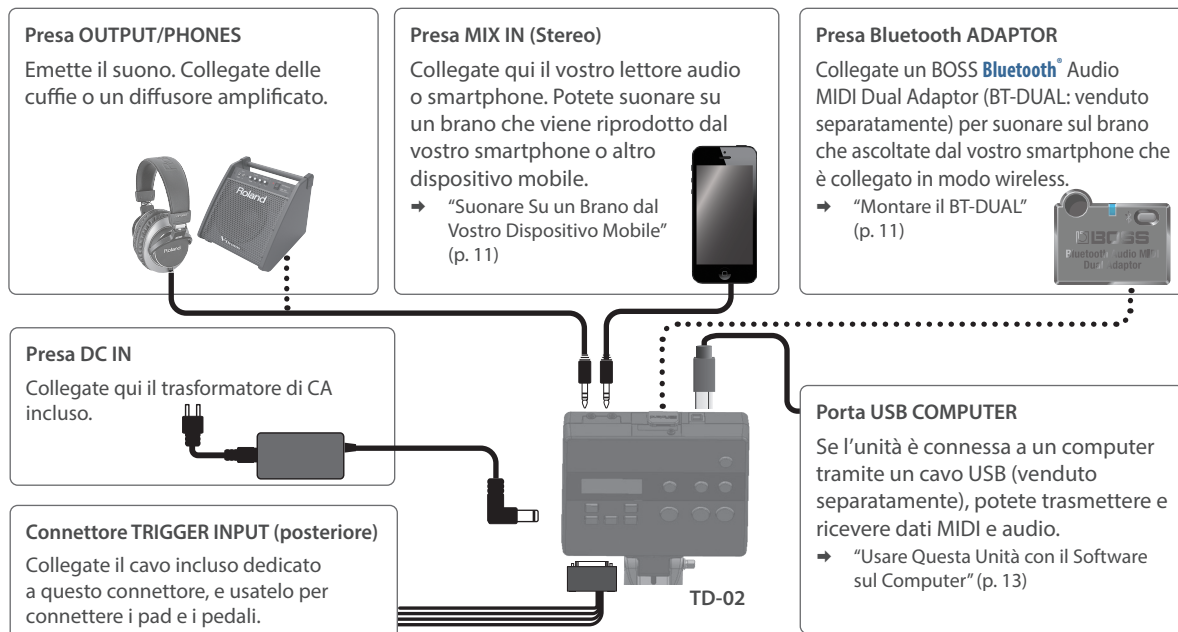 Presa OUTPUT/PHONES
Emette il suono. Collegate delle
cuffie o un diffusore amplificato.
Roland
Roland
Presa MIX IN (Stereo)
Collegate qui il vostro lettore audio
o smartphone. Potete suonare su
un brano che viene riprodotto dal
vostro smartphone o altro
dispositivo mobile.
➡ “Suonare Su un Brano dal
Vostro Dispositivo Mobile”
(p. 11)
Presa Bluetooth ADAPTOR
Collegate un BOSS Bluetooth® Audio
MIDI Dual Adaptor (BT-DUAL: venduto
separatamente) per suonare sul brano
che ascoltate dal vostro smartphone che
è collegato in modo wireless.
➡ “Montare il BT-DUAL”
(p. 11)
BOSS
Bluetooth Audio MIDI
Dual Adaptor
Presa DC IN
Collegate qui il trasformatore di CA
incluso.
Connettore TRIGGER INPUT (posteriore)
Collegate il cavo incluso dedicato
a questo connettore, e usatelo per
connettere i pad e i pedali.
TD-02
Porta USB COMPUTER
Se l’unità è connessa a un computer
tramite un cavo USB (venduto
separatamente), potete trasmettere e
ricevere dati MIDI e audio.
➡ “Usare Questa Unità con il Software
sul Computer” (p. 13)